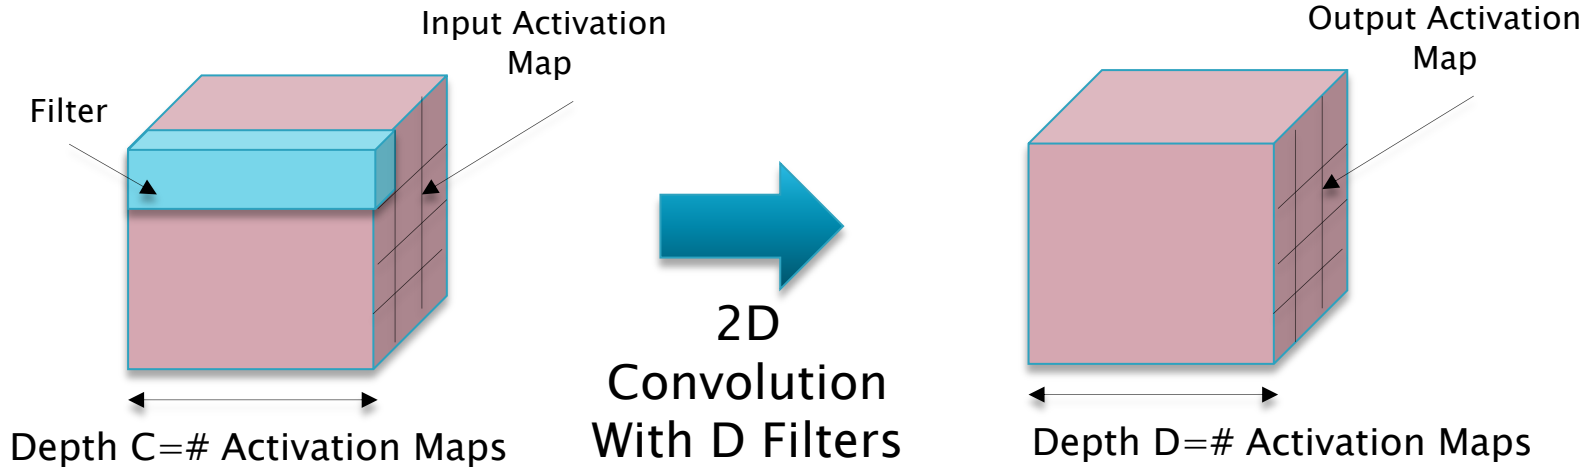 Input Activation
Map
Output Activation
Map
Filter
2D
Convolution
With D Filters
Depth C=# Activation Maps
Depth D=# Activation Maps